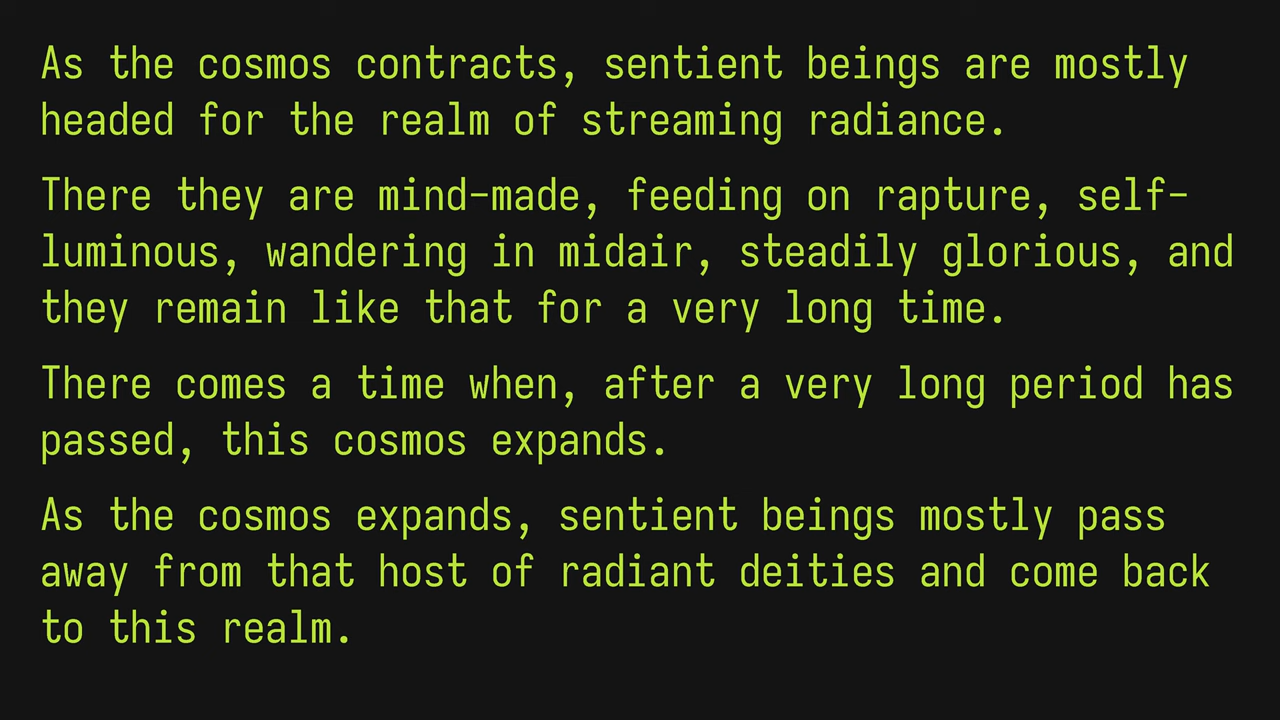 As the cosmos contracts, sentient beings are mostly
headed for the realm of streaming radiance.
There they are mind-made, feeding on rapture, self-
luminous, wandering in midair, steadily glorious, and
they remain like that for a very long time.
There comes a time when, after a very long period has
passed, this cosmos expands.
As the cosmos expands, sentient beings mostly pass
away from that host of radiant deities and come back
to this realm.